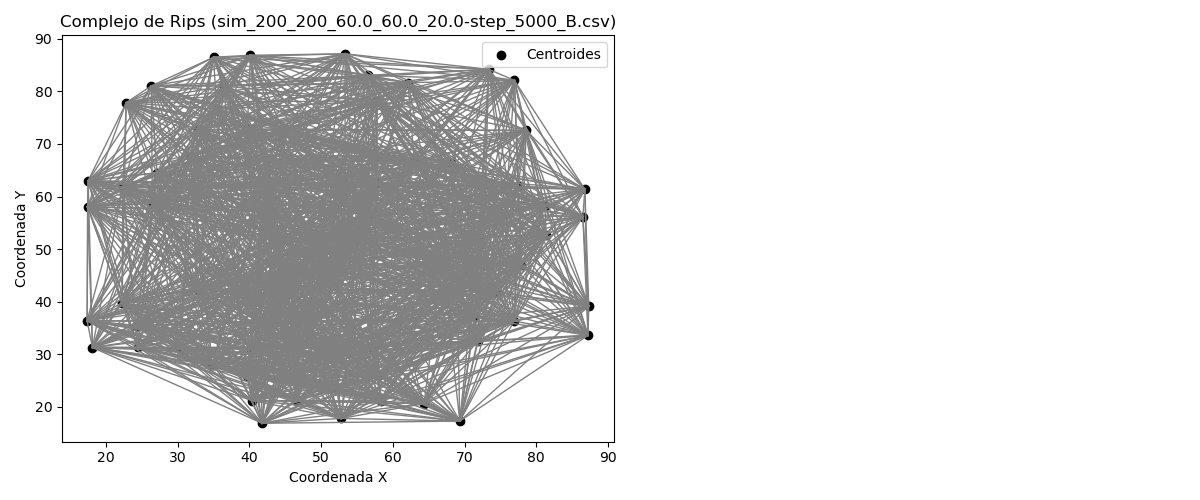 Complejo de Rips (sim_200_200_60.0_60.0_20.0-step_5000_B.csv)
Centroides
90
80
70
60
50
40
30
20
Coordenada Y
20 30 40 50 60 70 80 90
Coordenada X